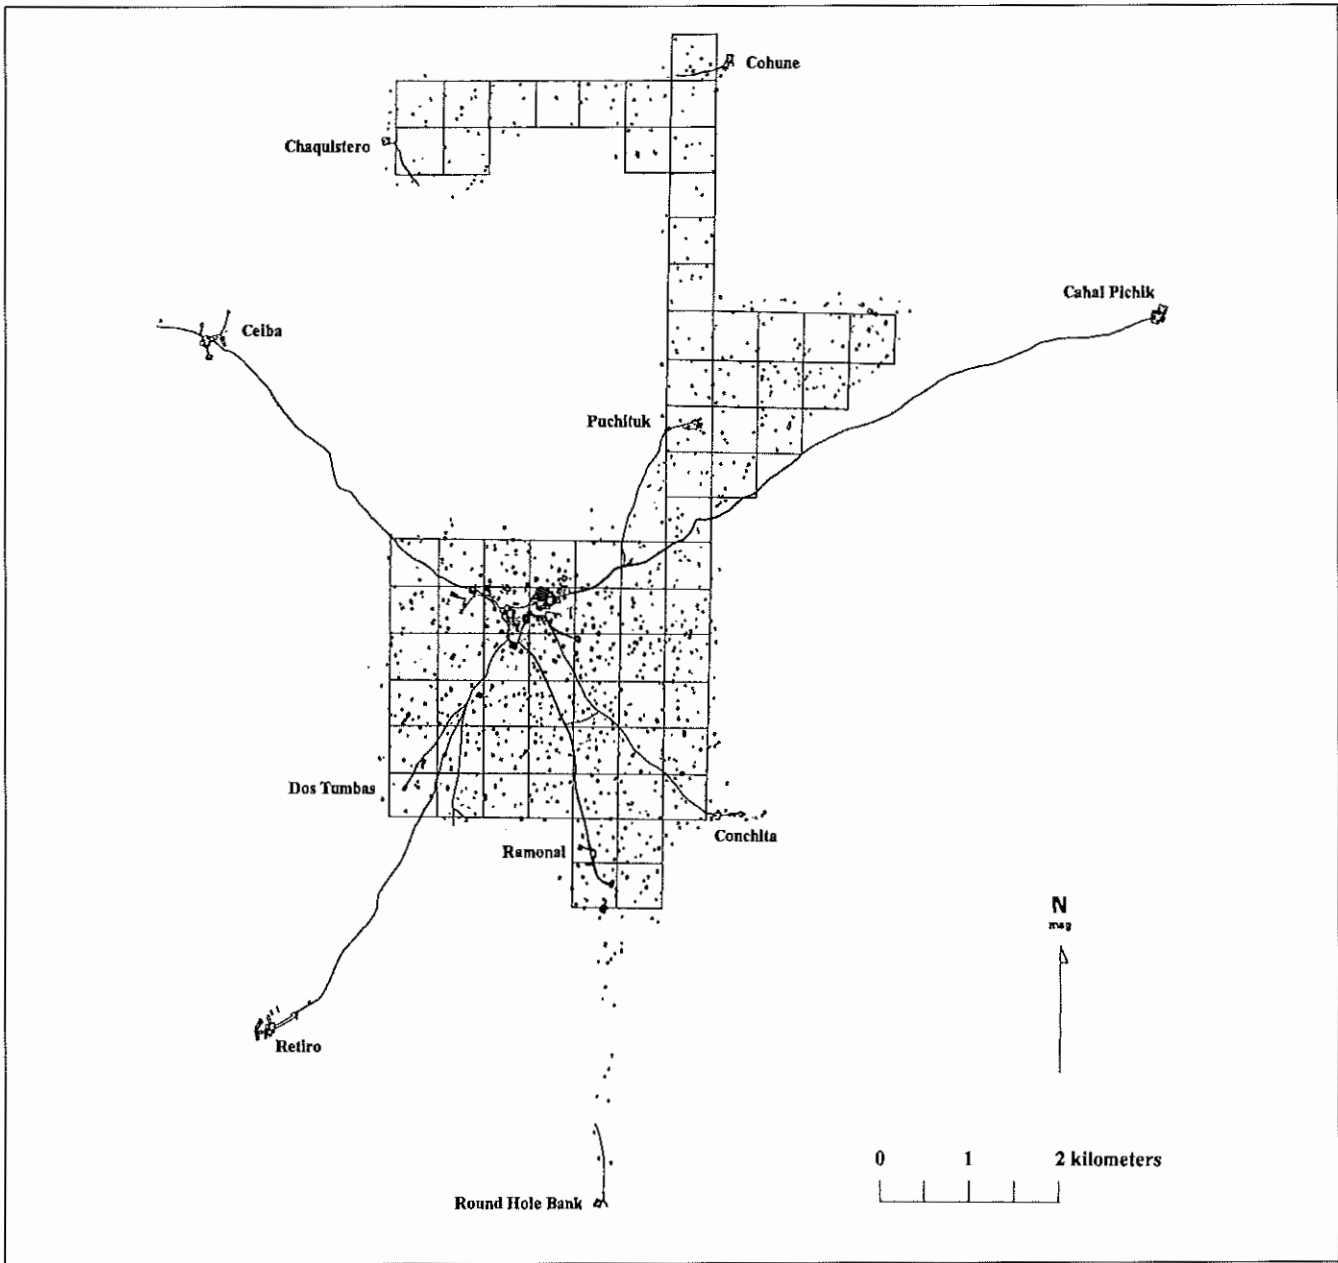 Cohune
Chaquistero
Cahal Pichik
Ceiba
Puchituk
Dos Tumbas
Conchita
Ramonal
N
mag
Retiro
0 1 2 kilometers
Round Hole Bank